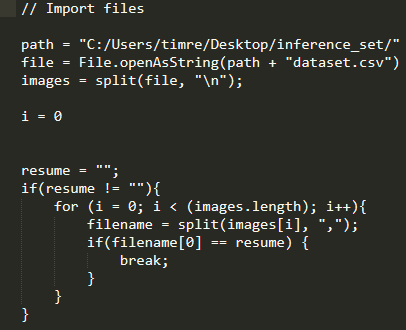 // Import files
path = "C:/Users/timre/Desktop/inference_set/"
file = File.openAsString(path + "dataset.csv")
images = split(file, "\n");
i = 0
resume = "";
if(resume != ""){
    for (i = 0; i < (images.length); i++){
        filename = split(images[i], ",");
        if(filename[0] == resume) {
            break;
        }
    }
}